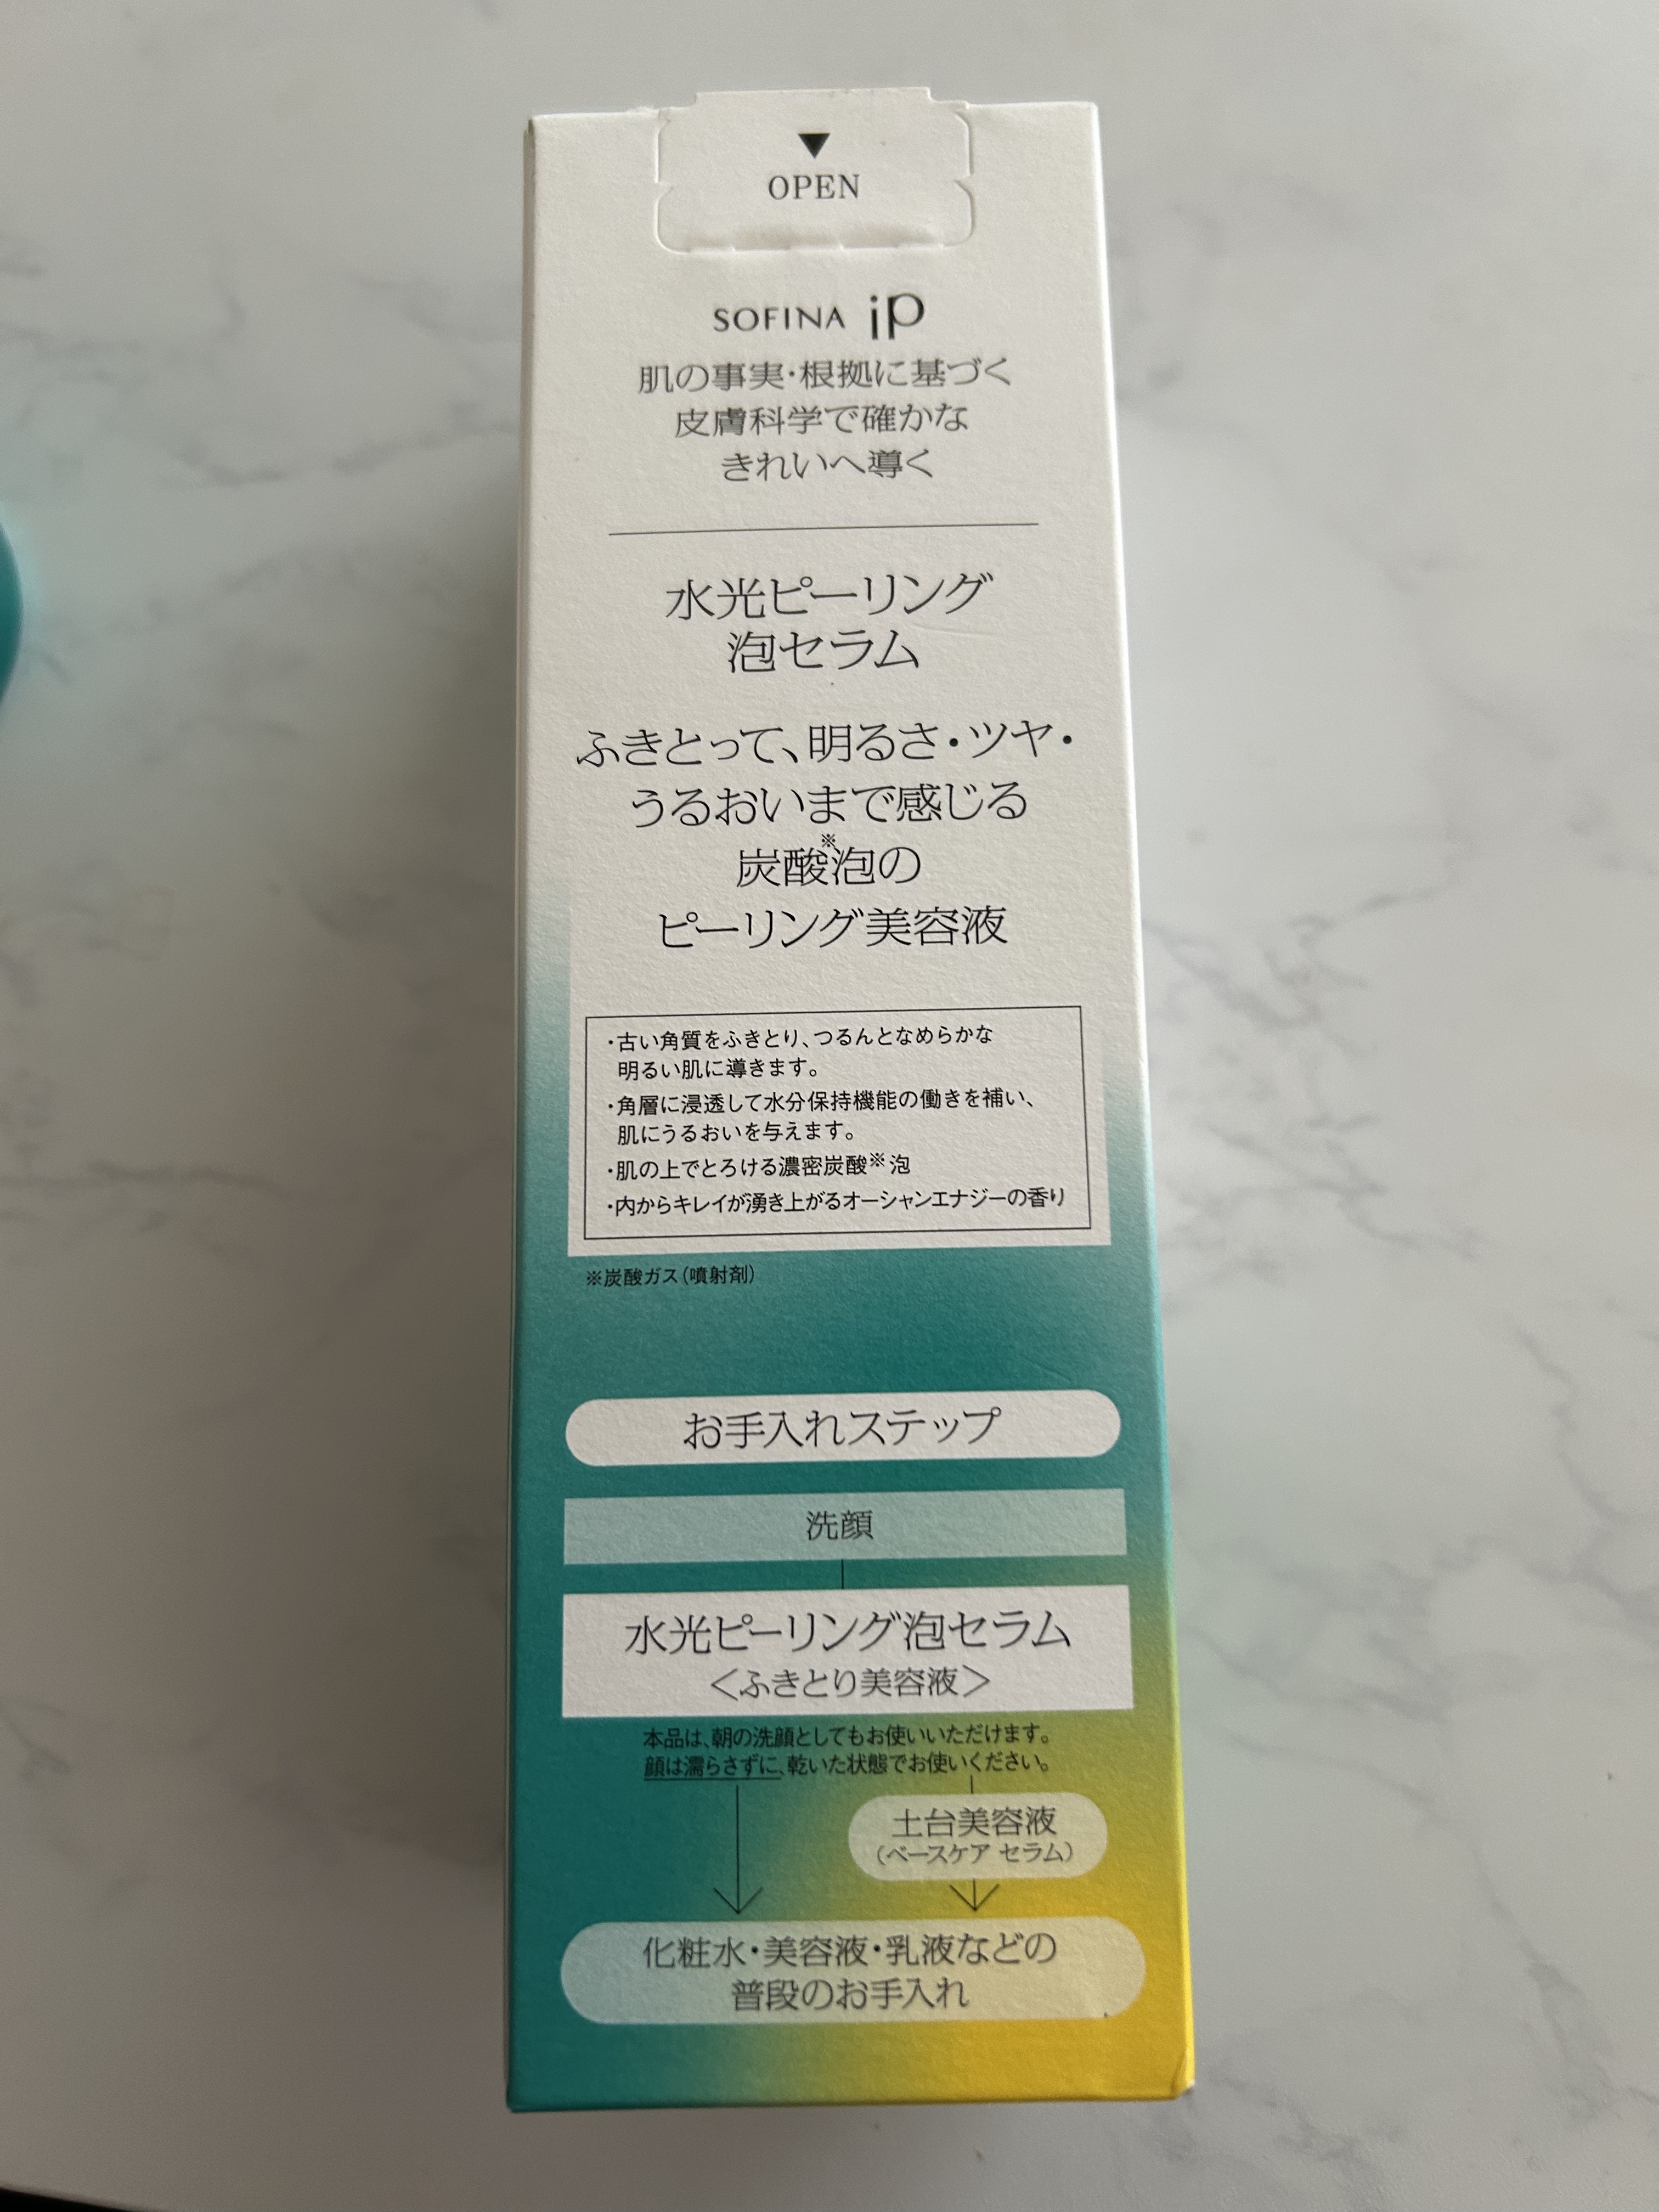 ▼
OPEN
SOFINA iP
肌の事実・根拠に基づく
皮膚科学で確かな
きれいへ導く
水光ピーリング
泡セラム
ふきとって、明るさ・ツヤ・
うるおいまで感じる
炭酸※泡の
ピーリング美容液
・古い角質をふきとり、つるんとなめらかな
明るい肌に導きます。
・角層に浸透して水分保持機能の働きを補い、
肌にうるおいを与えます。
・肌の上でとろける濃密炭酸※泡
・内からキレイが湧き上がるオーシャンエナジーの香り
※炭酸ガス(噴射剤)
お手入れステップ
洗顔
水光ピーリング泡セラム
<ふきとり美容液>
本品は、朝の洗顔としてもお使いいただけます。
顔は濡らさずに、乾いた状態でお使いください。
土台美容液
(ベースケア セラム)
化粧水・美容液・乳液などの
普段のお手入れ